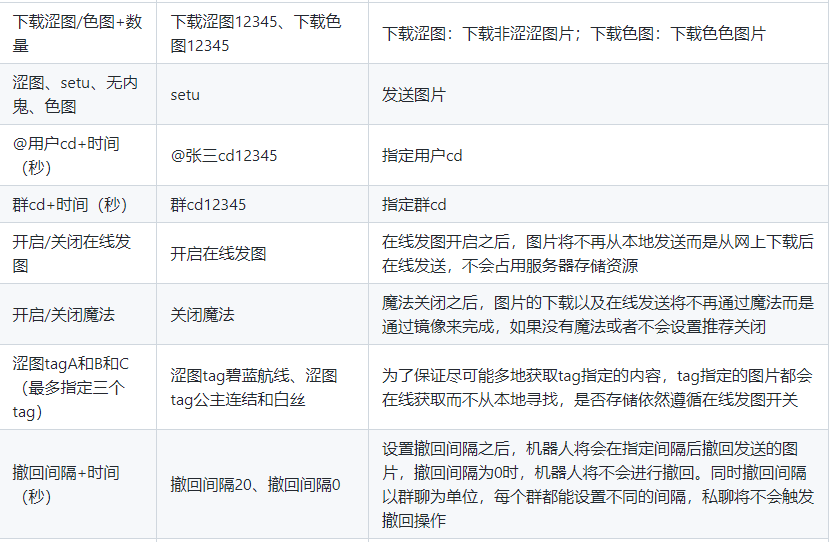 下载涩图/色图+数
量
下载涩图12345、下载色
图12345
下载涩图：下载非涩涩图片；下载色图：下载色色图片
涩图、setu、无内
鬼、色图
setu
发送图片
@用户cd+时间
（秒）
@张三cd12345
指定用户cd
群cd+时间（秒）
群cd12345
指定群cd
开启/关闭在线发
图
开启在线发图
在线发图开启之后，图片将不再从本地发送而是从网上下载后
在线发送，不会占用服务器存储资源
开启/关闭魔法
关闭魔法
魔法关闭之后，图片的下载以及在线发送将不再通过魔法而是
通过镜像来完成，如果没有魔法或者不会设置推荐关闭
涩图tagA和B和C
（最多指定三个
tag）
涩图tag碧蓝航线、涩图
tag公主连结和白丝
为了保证尽可能多地获取tag指定的内容，tag指定的图片都会
在线获取而不从本地寻找，是否存储依然遵循在线发图开关
撤回间隔+时间
（秒）
撤回间隔20、撤回间隔0
设置撤回间隔之后，机器人将会在指定间隔后撤回发送的图
片，撤回间隔为0时，机器人将不会进行撤回。同时撤回间隔
以群聊为单位，每个群都能设置不同的间隔，私聊将不会触发
撤回操作